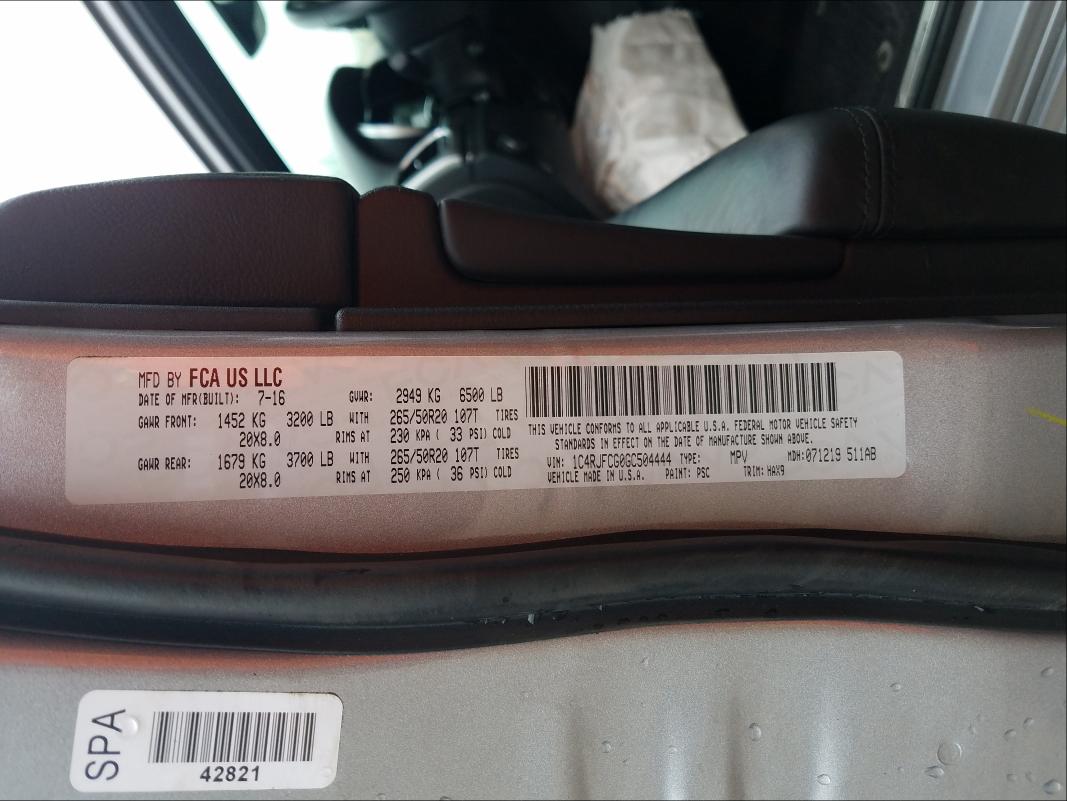 MFD BY FCA US LLC
DATE OF MFR(BUILT): 7-16 GVWR: 2949 KG 6500 LB
GAWR FRONT: 1452 KG 3200 LB WITH 265/50R20 107T TIRES
20X8.0 RIMS AT 230 KPA ( 33 PSI) COLD
GAWR REAR: 1679 KG 3700 LB WITH 265/50R20 107T TIRES
20X8.0 RIMS AT 250 KPA ( 36 PSI) COLD
THIS VEHICLE CONFORMS TO ALL APPLICABLE U.S.A. FEDERAL MOTOR VEHICLE SAFETY
STANDARDS IN EFFECT ON THE DATE OF MANUFACTURE SHOWN ABOVE.
VIN: 1C4RJFCG0GC504444 TYPE: MPV MDH: 071219 511AB
VEHICLE MADE IN U.S.A. PAINT: PSC TRIM: HAX9
SPA
42821